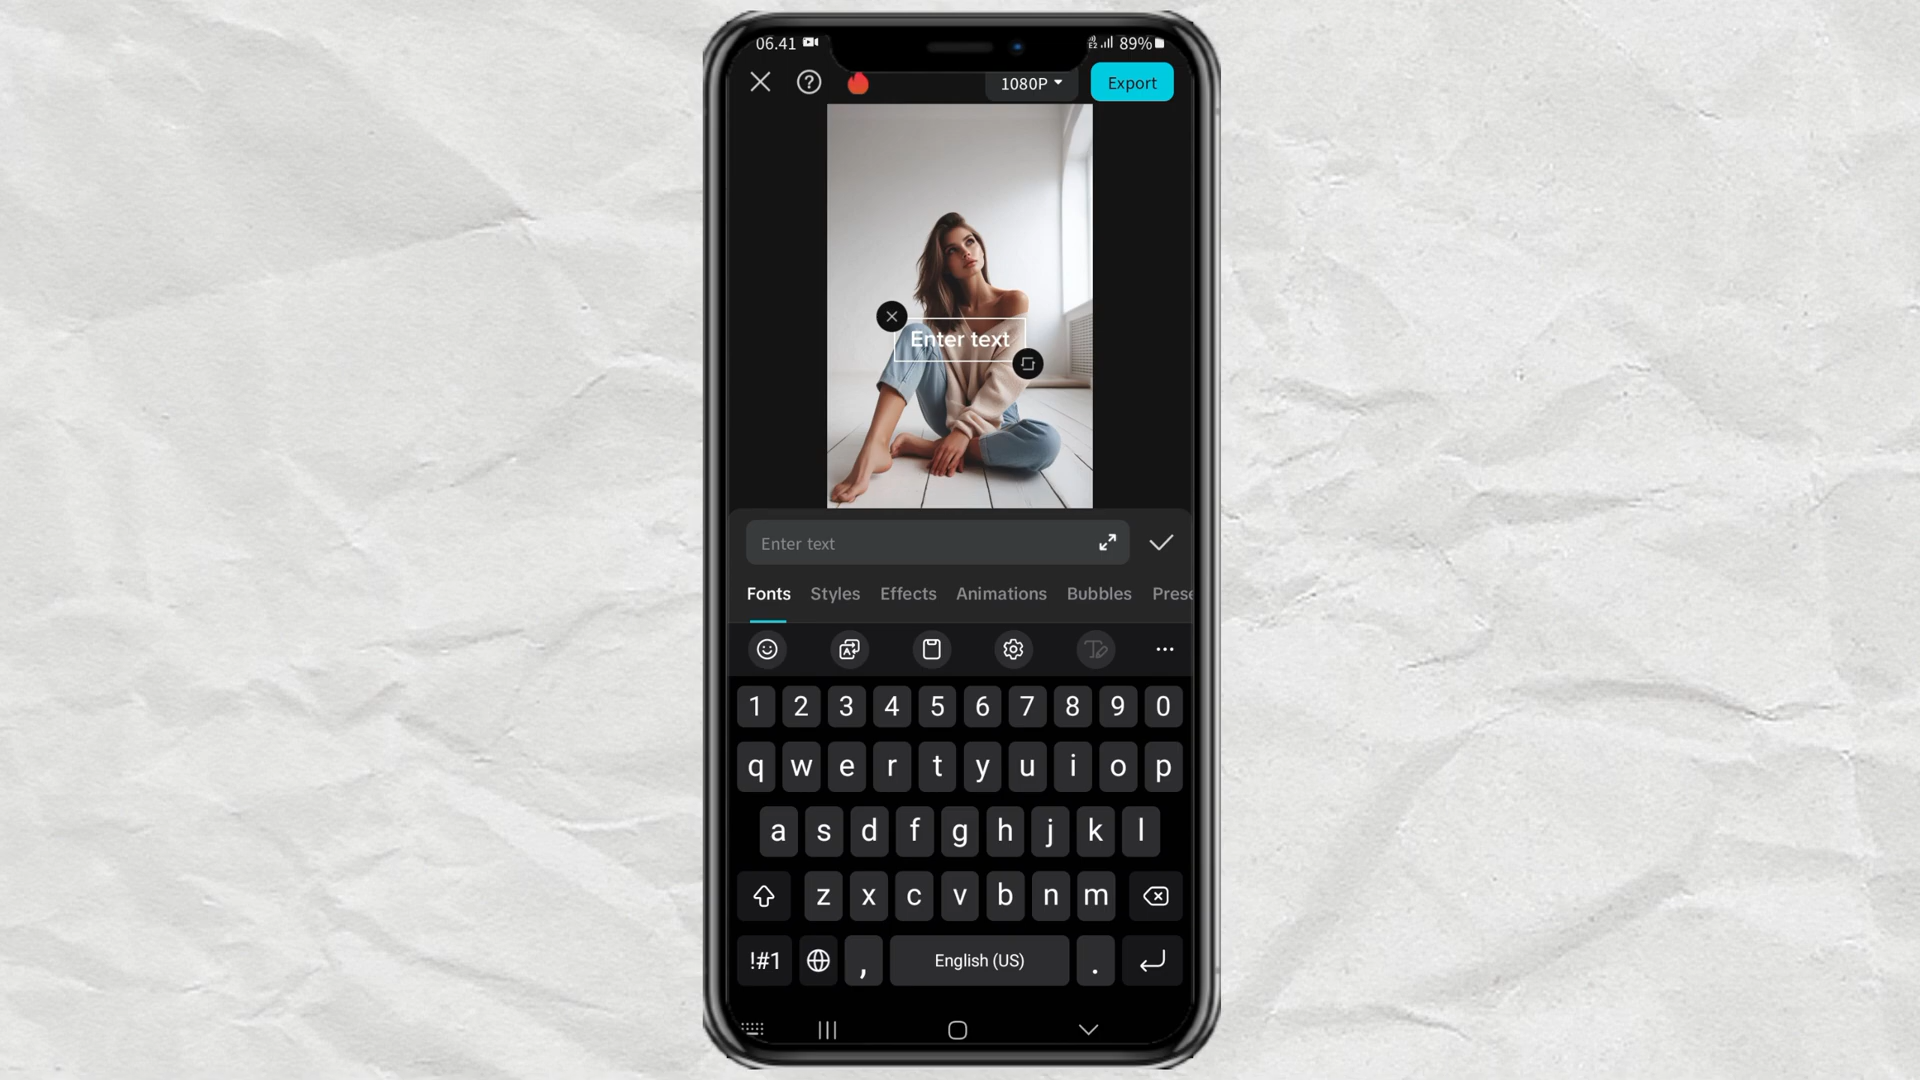 06.41 89%
1080P Export
Enter text
Enter text
Fonts Styles Effects Animations Bubbles Prese
1 2 3 4 5 6 7 8 9 0
q w e r t y u i o p
a s d f g h j k l
z x c v b n m
!#1 , English (US) .